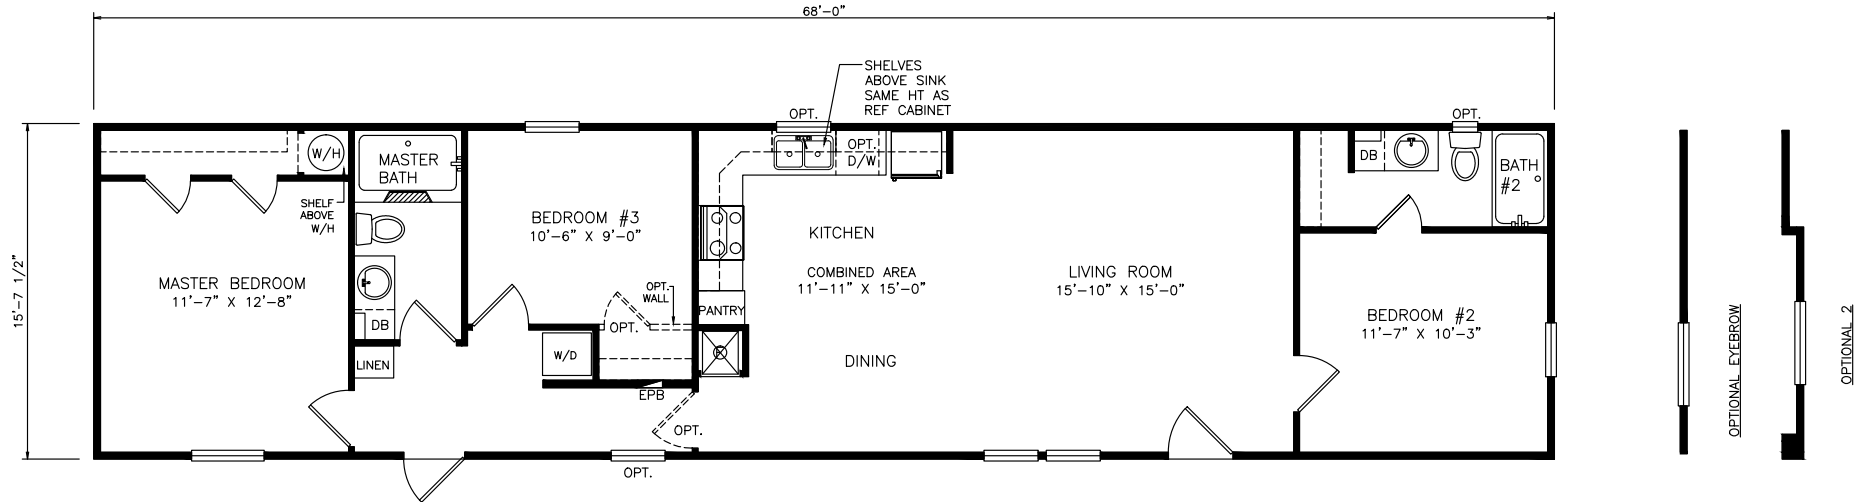 68'-0"
SHELVES
ABOVE SINK
SAME HT AS
REF CABINET
OPT.
OPT.
15'-7 1/2"
W/H
MASTER
BATH
OPT.
D/W
DB
BATH
#2
SHELF
ABOVE
W/H
BEDROOM #3
10'-6" X 9'-0"
KITCHEN
MASTER BEDROOM
11'-7" X 12'-8"
COMBINED AREA
11'-11" X 15'-0"
LIVING ROOM
15'-10" X 15'-0"
OPT.
WALL
PANTRY
DB
OPT.
BEDROOM #2
11'-7" X 10'-3"
LINEN
W/D
DINING
EPB
OPT.
OPT.
OPTIONAL EYEBROW
OPTIONAL 2